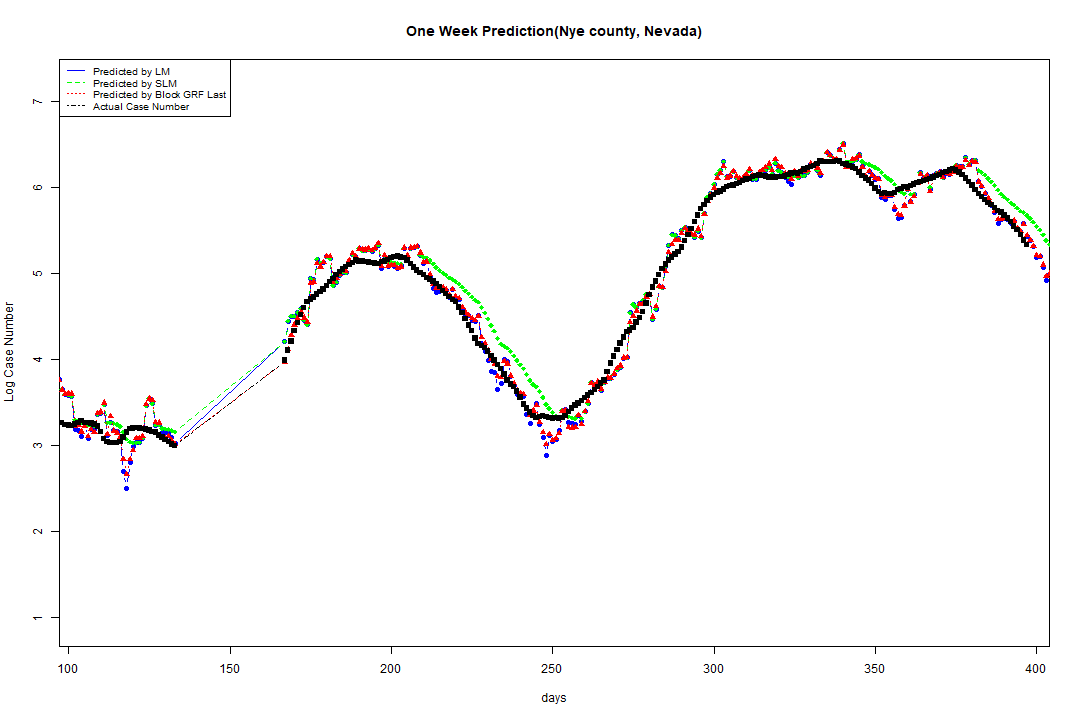 One Week Prediction(Nye county, Nevada)
Predicted by LM
Predicted by SLM
Predicted by Block GRF Last
Actual Case Number
Log Case Number
7
6
5
4
3
2
1
100 150 200 250 300 350 400
days